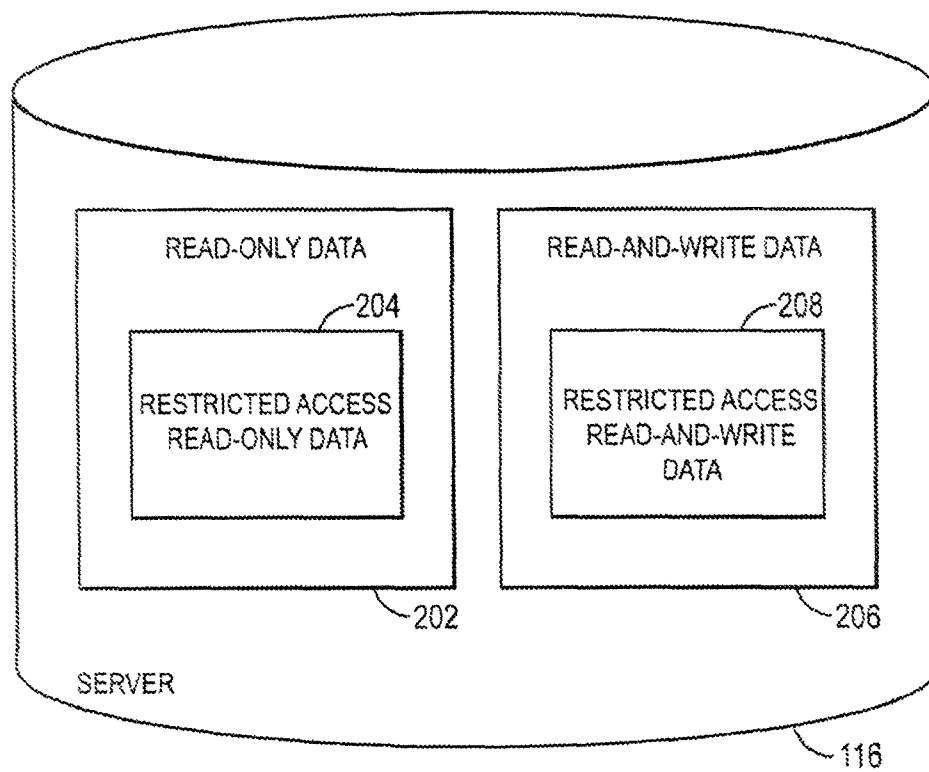 READ-ONLY DATA
204
RESTRICTED ACCESS
READ-ONLY DATA
202
READ-AND-WRITE DATA
208
RESTRICTED ACCESS
READ-AND-WRITE
DATA
206
SERVER
116